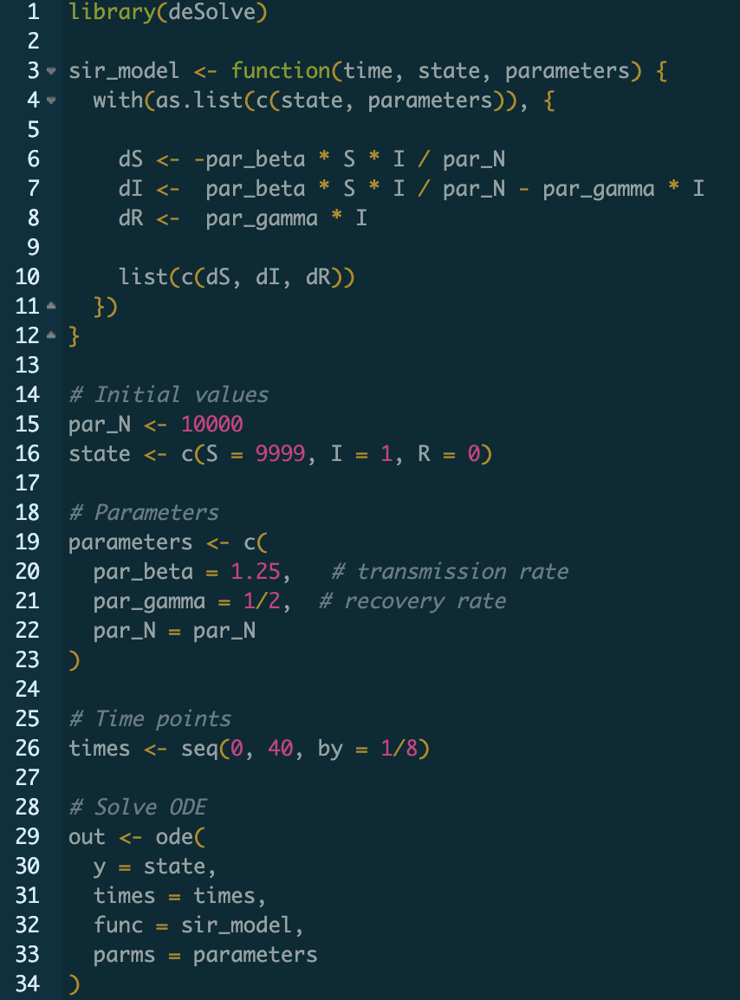 1 library(deSolve)
2
3 sir_model <- function(time, state, parameters) {
4   with(as.list(c(state, parameters)), {
5
6     dS <- -par_beta * S * I / par_N
7     dI <-  par_beta * S * I / par_N - par_gamma * I
8     dR <-  par_gamma * I
9
10     list(c(dS, dI, dR))
11   })
12 }
13
14 # Initial values
15 par_N <- 10000
16 state <- c(S = 9999, I = 1, R = 0)
17
18 # Parameters
19 parameters <- c(
20   par_beta = 1.25,   # transmission rate
21   par_gamma = 1/2,  # recovery rate
22   par_N = par_N
23 )
24
25 # Time points
26 times <- seq(0, 40, by = 1/8)
27
28 # Solve ODE
29 out <- ode(
30   y = state,
31   times = times,
32   func = sir_model,
33   parms = parameters
34 )